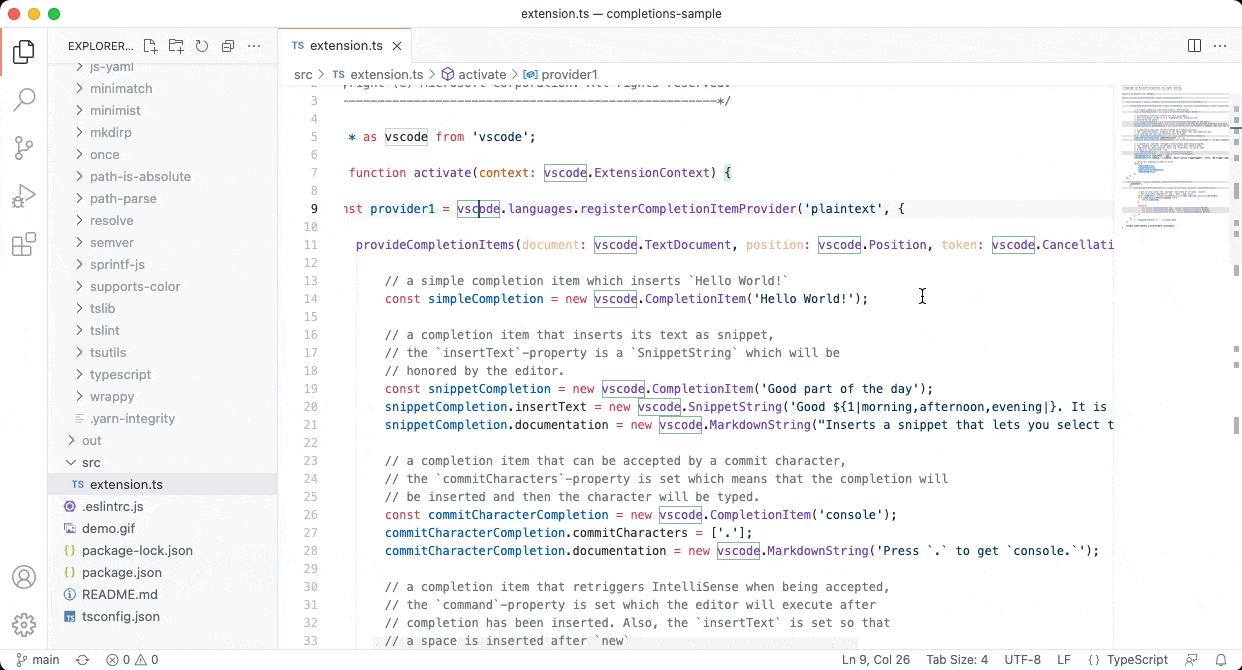 extension.ts — completions-sample
EXPLORER...
js-yaml
minimatch
minimist
mkdirp
once
path-is-absolute
path-parse
resolve
semver
sprintf-js
supports-color
tslib
tslint
tsutils
typescript
wrappy
.yarn-integrity
out
src
TS extension.ts
.eslintrc.js
demo.gif
{} package-lock.json
{} package.json
README.md
TS tsconfig.json
TS extension.ts
src > TS extension.ts > activate > provider1
2 right (c) Microsoft Corporation. All rights reserved.
3 --------------------------------------------------*/
4
5 * as vscode from 'vscode';
6
7 function activate(context: vscode.ExtensionContext) {
8
9 nst provider1 = vscode.languages.registerCompletionItemProvider('plaintext', {
10
11 provideCompletionItems(document: vscode.TextDocument, position: vscode.Position, token: vscode.Cancellati
12
13 // a simple completion item which inserts `Hello World!`
14 const simpleCompletion = new vscode.CompletionItem('Hello World!');
15
16 // a completion item that inserts its text as snippet,
17 // the `insertText`-property is a `SnippetString` which will be
18 // honored by the editor.
19 const snippetCompletion = new vscode.CompletionItem('Good part of the day');
20 snippetCompletion.insertText = new vscode.SnippetString('Good ${1|morning,afternoon,evening|}. It is
21 snippetCompletion.documentation = new vscode.MarkdownString("Inserts a snippet that lets you select t
22
23 // a completion item that can be accepted by a commit character,
24 // the `commitCharacters`-property is set which means that the completion will
25 // be inserted and then the character will be typed.
26 const commitCharacterCompletion = new vscode.CompletionItem('console');
27 commitCharacterCompletion.commitCharacters = ['.'];
28 commitCharacterCompletion.documentation = new vscode.MarkdownString('Press `.` to get `console.`');
29
30 // a completion item that retriggers IntelliSense when being accepted,
31 // the `command`-property is set which the editor will execute after
32 // completion has been inserted. Also, the `insertText` is set so that
33 // a space is inserted after `new`
main 0 0 Ln 9, Col 26 Tab Size: 4 UTF-8 LF {} TypeScript